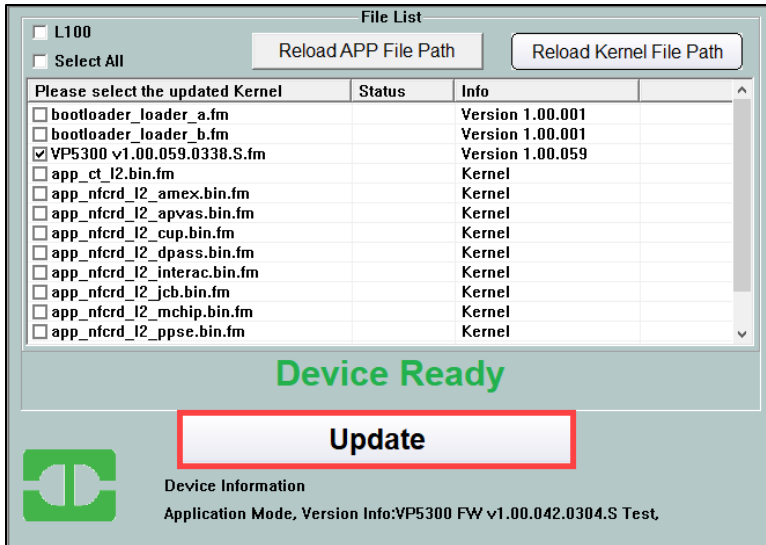 File List
L100
Select All
Reload APP File Path
Reload Kernel File Path
Please select the updated Kernel Status Info
bootloader_loader_a.fm Version 1.00.001
bootloader_loader_b.fm Version 1.00.001
VP5300 v1.00.059.0338.S.fm Version 1.00.059
app_ct_l2.bin.fm Kernel
app_nfcrd_l2_amex.bin.fm Kernel
app_nfcrd_l2_apvas.bin.fm Kernel
app_nfcrd_l2_cup.bin.fm Kernel
app_nfcrd_l2_dpass.bin.fm Kernel
app_nfcrd_l2_interac.bin.fm Kernel
app_nfcrd_l2_jcb.bin.fm Kernel
app_nfcrd_l2_mchip.bin.fm Kernel
app_nfcrd_l2_ppse.bin.fm Kernel
Device Ready
Update
Device Information
Application Mode, Version Info:VP5300 FW v1.00.042.0304.S Test,